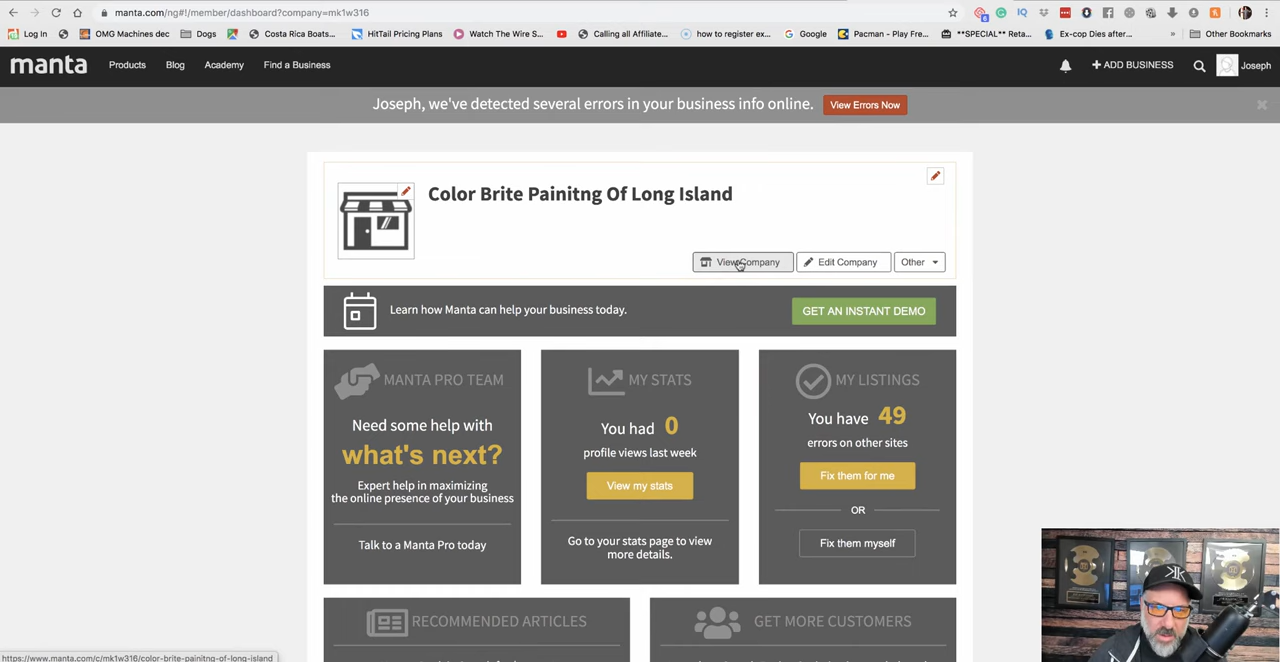 manta.com/ng#!/member/dashboard?company=mk1w316
Log In
OMG Machines dec
Dogs
Costa Rica Boats...
HitTail Pricing Plans
Watch The Wire S...
Calling all Affiliate...
how to register ex...
Google
Pacman - Play Fre...
**SPECIAL** Reta...
Ex-cop Dies after...
»
Other Bookmarks
manta
Products
Blog
Academy
Find a Business
+ ADD BUSINESS
Joseph
Joseph, we've detected several errors in your business info online.
View Errors Now
Color Brite Painitng Of Long Island
View Company
Edit Company
Other
Learn how Manta can help your business today.
GET AN INSTANT DEMO
MANTA PRO TEAM
Need some help with
what's next?
Expert help in maximizing
the online presence of your business
Talk to a Manta Pro today
MY STATS
You had 0
profile views last week
View my stats
Go to your stats page to view
more details.
MY LISTINGS
You have 49
errors on other sites
Fix them for me
OR
Fix them myself
RECOMMENDED ARTICLES
GET MORE CUSTOMERS
https://www.manta.com/c/mk1w316/color-brite-painitng-of-long-island